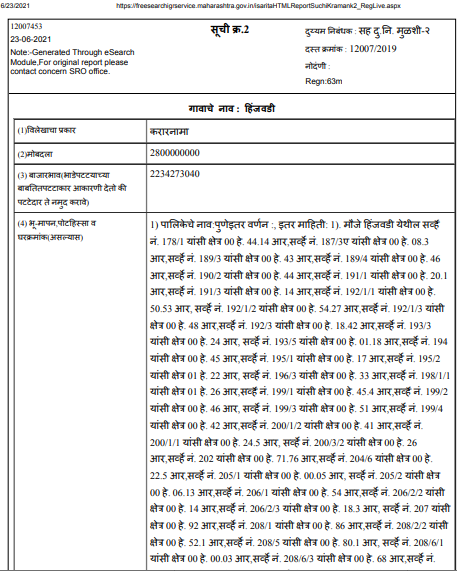 6/23/2021 https://freesearchigrservice.maharashtra.gov.in/isaritaHTMLReportSuchiKramank2_RegLive.aspx
12007453 सूची क्र.2 दुय्यम निबंधक : सह दु.नि. मुळशी-२
23-06-2021 दस्त क्रमांक : 12007/2019
Note:-Generated Through eSearch
Module,For original report please
contact concern SRO office.
नोदंणी :
Regn:63m
गावाचे नाव : हिंजवडी
(1)विलेखाचा प्रकार करारनामा
(2)मोबदला 2800000000
(3) बाजारभाव(भाडेपटटयाच्या 2234273040
बाबतितपटटाकार आकारणी देतो की
पटटेदार ते नमुद करावे)
(4) भू-मापन,पोटहिस्सा व
घरक्रमांक(असल्यास)
1) पालिकेचे नाव:पुणेइतर वर्णन :, इतर माहिती: 1). मौजे हिंजवडी येथील सर्व्हे
नं. 178/1 यांसी क्षेत्र 00 हे. 44.14 आर,सर्व्हे नं. 187/3ए यांसी क्षेत्र 00 हे. 08.3
आर,सर्व्हे नं. 189/3 यांसी क्षेत्र 00 हे. 43 आर,सर्व्हे नं. 189/4 यांसी क्षेत्र 00 हे. 46
आर,सर्व्हे नं. 190/2 यांसी क्षेत्र 00 हे. 44 आर,सर्व्हे नं. 191/1 यांसी क्षेत्र 00 हे. 20.1
आर,सर्व्हे नं. 191/3 यांसी क्षेत्र 00 हे. 14 आर,सर्व्हे नं. 192/1/1 यांसी क्षेत्र 00 हे.
50.53 आर,सर्व्हे नं. 192/1/2 यांसी क्षेत्र 00 हे. 54.27 आर,सर्व्हे नं. 192/1/3 यांसी
क्षेत्र 00 हे. 48 आर,सर्व्हे नं. 192/3 यांसी क्षेत्र 00 हे. 18.42 आर,सर्व्हे नं. 193/3
यांसी क्षेत्र 00 हे. 24 आर, सर्व्हे नं. 193/5 यांसी क्षेत्र 00 हे. 01.18 आर,सर्व्हे नं. 194
यांसी क्षेत्र 00 हे. 45 आर,सर्व्हे नं. 195/1 यांसी क्षेत्र 00 हे. 17 आर,सर्व्हे नं. 195/2
यांसी क्षेत्र 01 हे. 22 आर,सर्व्हे नं. 196/3 यांसी क्षेत्र 00 हे. 33 आर,सर्व्हे नं. 198/1/1
यांसी क्षेत्र 01 हे. 26 आर,सर्व्हे नं. 199/1 यांसी क्षेत्र 00 हे. 45.4 आर,सर्व्हे नं. 199/2
यांसी क्षेत्र 00 हे. 46 आर, सर्व्हे नं. 199/3 यांसी क्षेत्र 00 हे. 51 आर,सर्व्हे नं. 199/4
यांसी क्षेत्र 00 हे. 42 आर,सर्व्हे नं. 200/1/2 यांसी क्षेत्र 00 हे. 41 आर,सर्व्हे नं.
200/1/1 यांसी क्षेत्र 00 हे. 24.5 आर, सर्व्हे नं. 200/3/2 यांसी क्षेत्र 00 हे. 26
आर,सर्व्हे नं. 202 यांसी क्षेत्र 00 हे. 71.76 आर,सर्व्हे नं. 204/6 यांसी क्षेत्र 00 हे.
22.5 आर,सर्व्हे नं. 205/1 यांसी क्षेत्र 00 हे. 00.05 आर, सर्व्हे नं. 205/2 यांसी क्षेत्र
00 हे. 06.13 आर,सर्व्हे नं. 206/1 यांसी क्षेत्र 00 हे. 54 आर,सर्व्हे नं. 206/2/2 यांसी
क्षेत्र 00 हे. 14 आर,सर्व्हे नं. 206/2/3 यांसी क्षेत्र 00 हे. 18.3 आर, सर्व्हे नं. 207 यांसी
क्षेत्र 00 हे. 92 आर,सर्व्हे नं. 208/1 यांसी क्षेत्र 00 हे. 86 आर,सर्व्हे नं. 208/2/2 यांसी
क्षेत्र 00 हे. 52.1 आर,सर्व्हे नं. 208/5 यांसी क्षेत्र 00 हे. 80.1 आर, सर्व्हे नं. 208/6/1
यांसी क्षेत्र 00 हे. 00.03 आर,सर्व्हे नं. 208/6/3 यांसी क्षेत्र 00 हे. 68 आर,सर्व्हे नं.